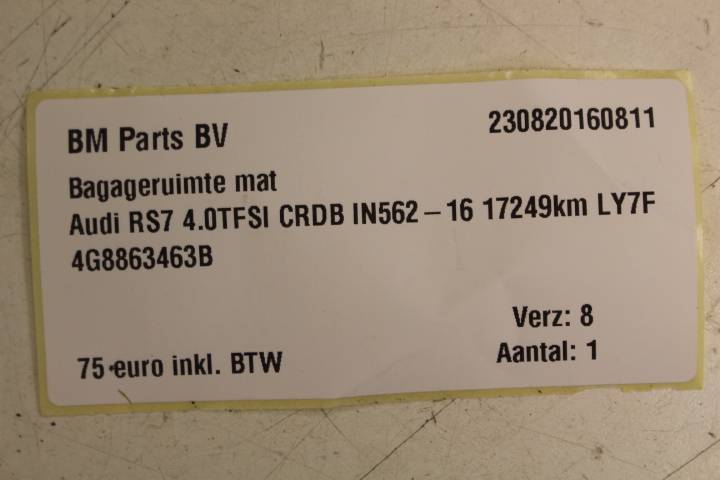 BM Parts BV
230820160811
Bagageruimte mat
Audi RS7 4.0TFSI CRDB IN562 – 16 17249km LY7F
4G8863463B
Verz: 8
75 euro inkl. BTW
Aantal: 1